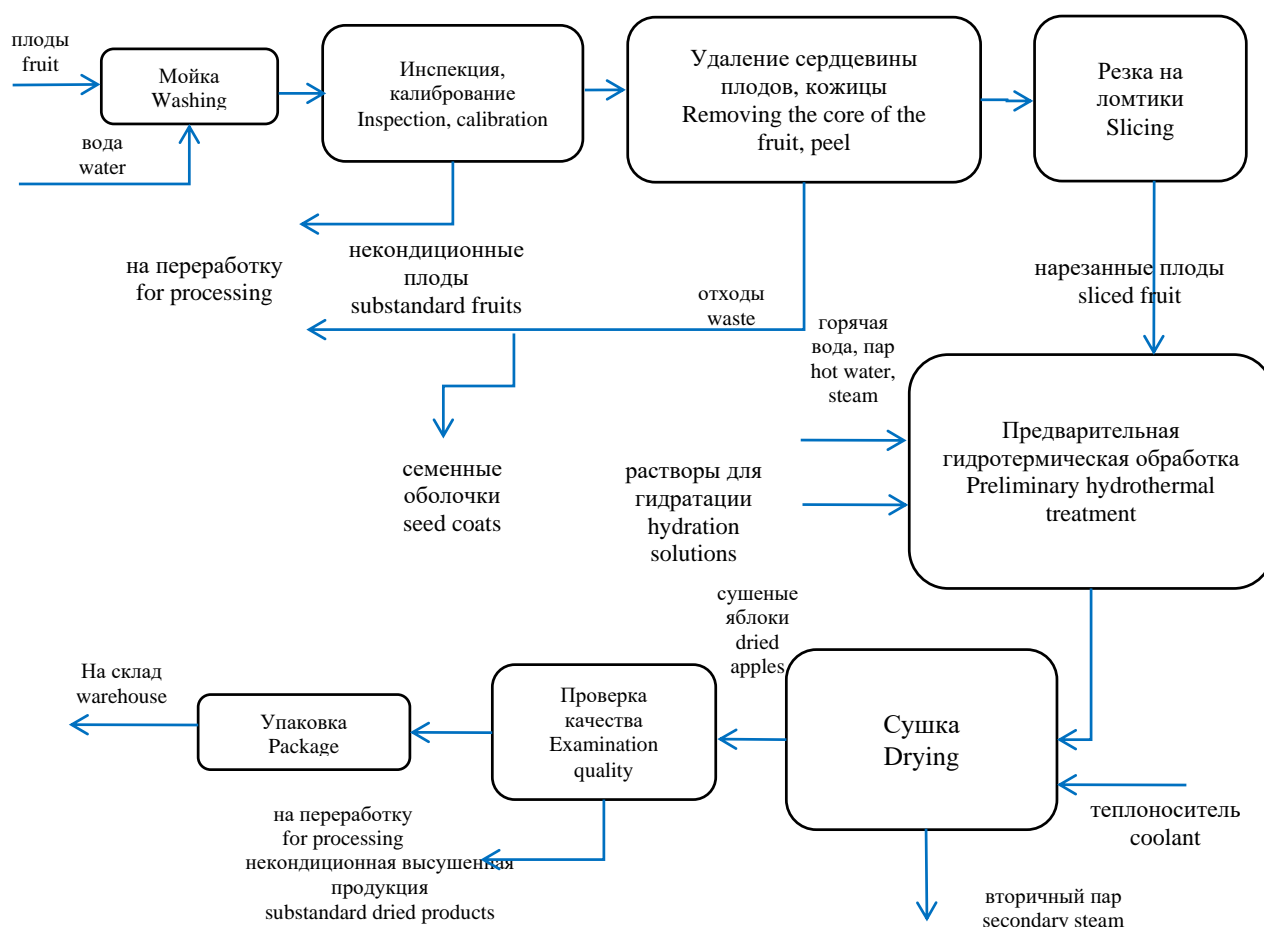 плоды
fruit
Мойка
Washing
вода
water
Инспекция,
калибрование
Inspection, calibration
Удаление сердцевины
плодов, кожицы
Removing the core of the
fruit, peel
Резка на
ломтики
Slicing
на переработку
for processing
некондиционные
плоды
substandard fruits
отходы
waste
нарезанные плоды
sliced fruit
горячая
вода, пар
hot water,
steam
семенные
оболочки
seed coats
растворы для
гидратации
hydration
solutions
Предварительная
гидротермическая обработка
Preliminary hydrothermal
treatment
сушеные
яблоки
dried
apples
На склад
warehouse
Упаковка
Package
Проверка
качества
Examination
quality
Сушка
Drying
теплоноситель
coolant
на переработку
for processing
некондиционная высушенная
продукция
substandard dried products
вторичный пар
secondary steam